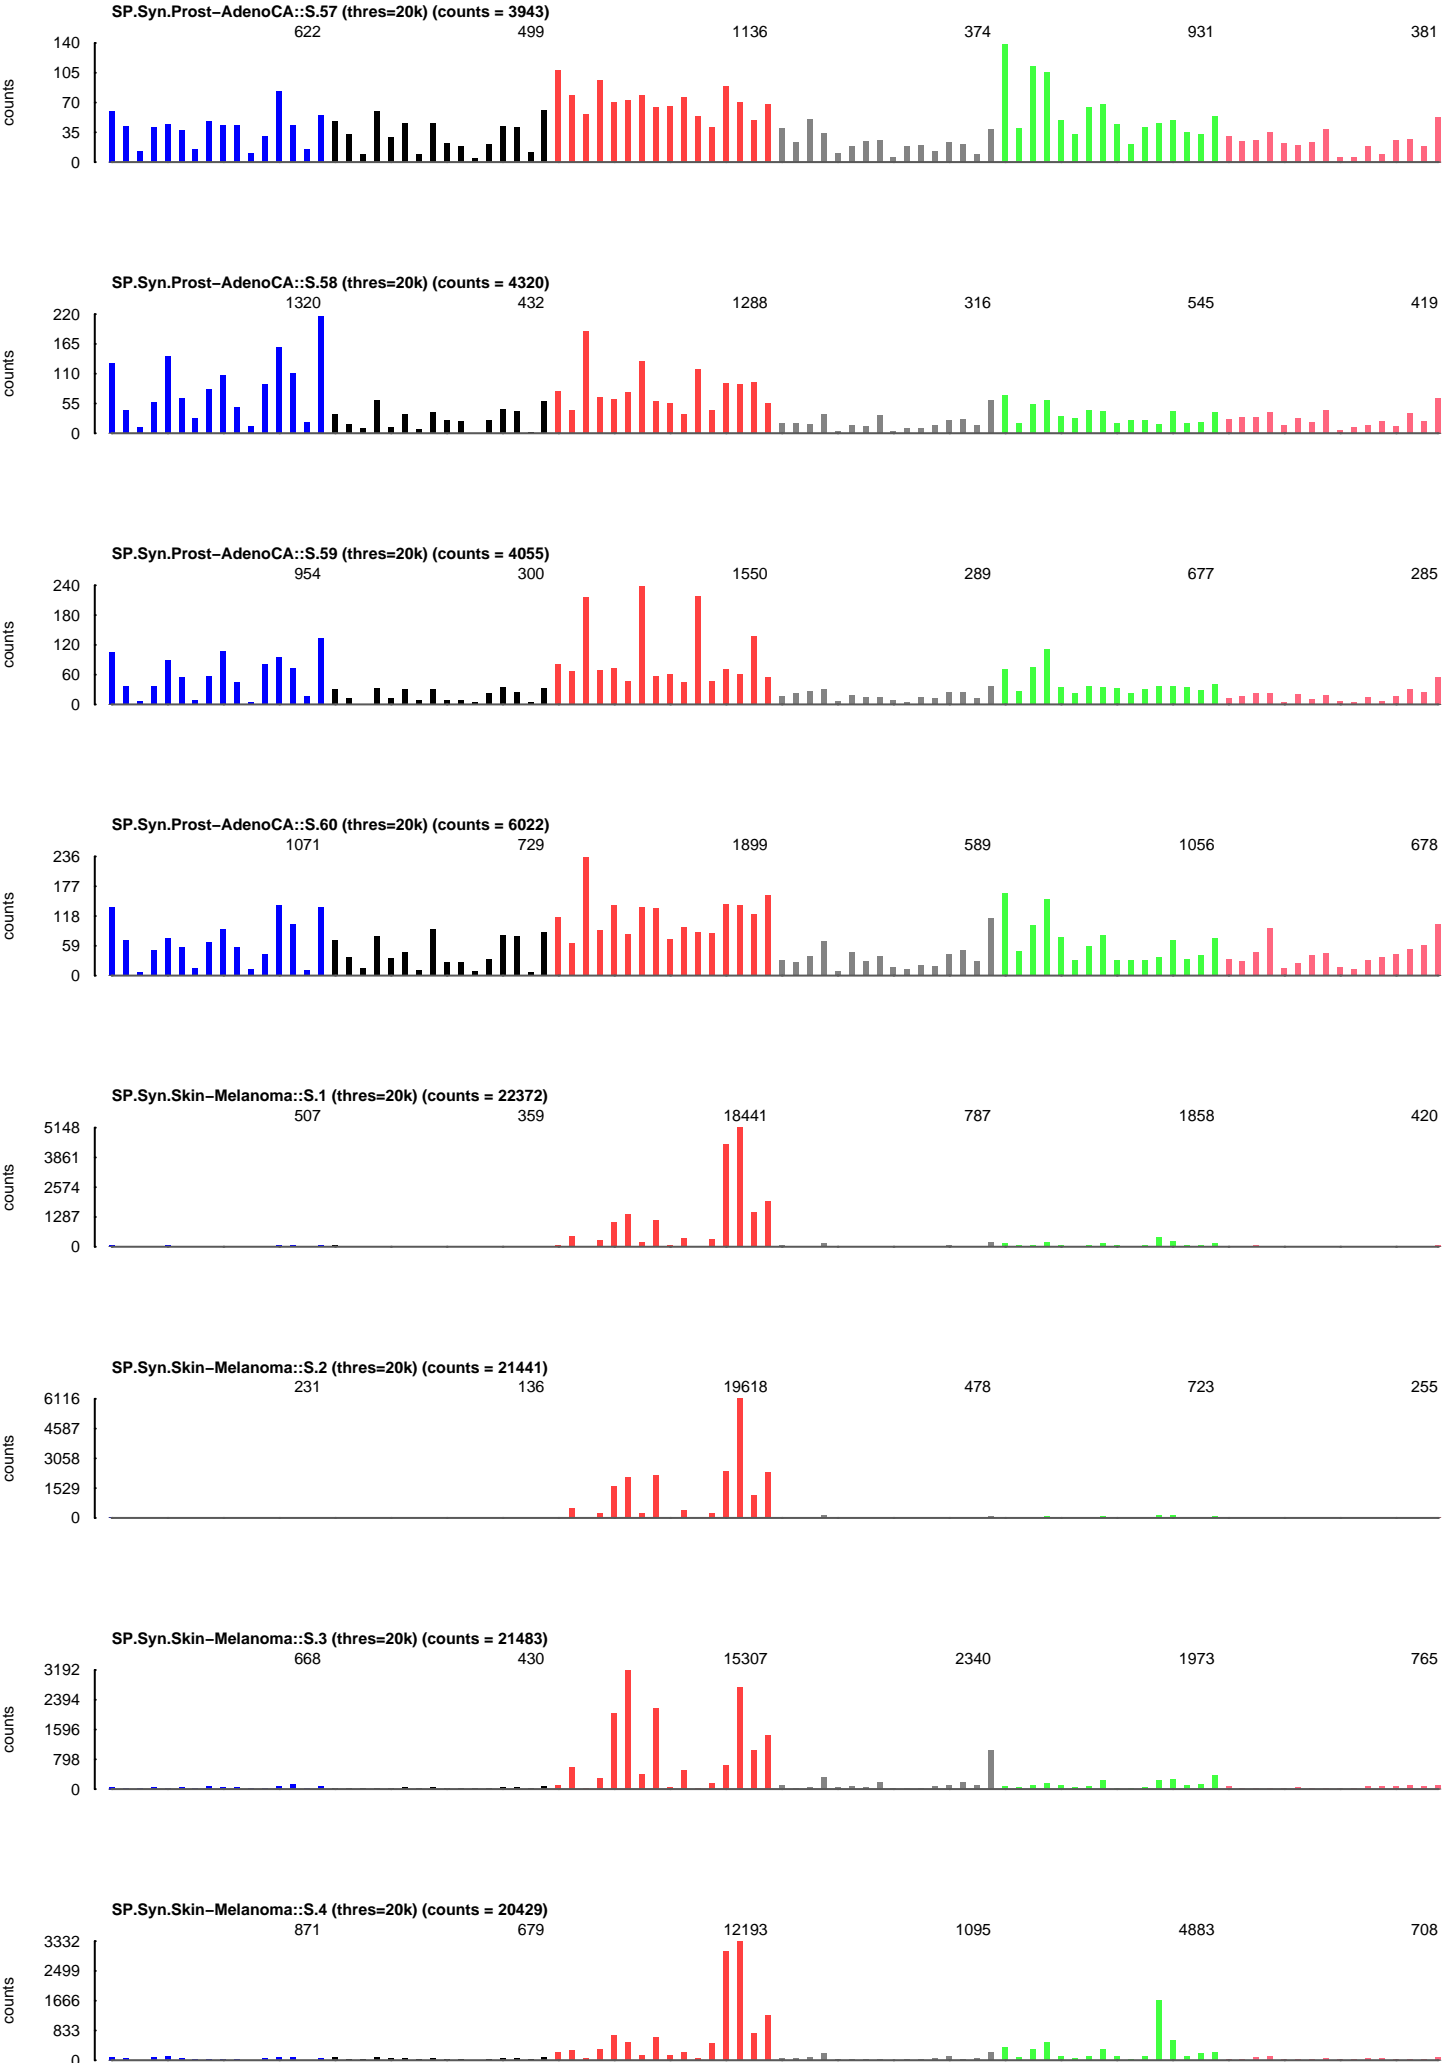 SP.Syn.Prost−AdenoCA::S.57 (thres=20k) (counts = 3943)
622 499 1136 374 931 381
140
105
70
35
0
counts
SP.Syn.Prost−AdenoCA::S.58 (thres=20k) (counts = 4320)
1320 432 1288 316 545 419
220
165
110
55
0
counts
SP.Syn.Prost−AdenoCA::S.59 (thres=20k) (counts = 4055)
954 300 1550 289 677 285
240
180
120
60
0
counts
SP.Syn.Prost−AdenoCA::S.60 (thres=20k) (counts = 6022)
1071 729 1899 589 1056 678
236
177
118
59
0
counts
SP.Syn.Skin−Melanoma::S.1 (thres=20k) (counts = 22372)
507 359 18441 787 1858 420
5148
3861
2574
1287
0
counts
SP.Syn.Skin−Melanoma::S.2 (thres=20k) (counts = 21441)
231 136 19618 478 723 255
6116
4587
3058
1529
0
counts
SP.Syn.Skin−Melanoma::S.3 (thres=20k) (counts = 21483)
668 430 15307 2340 1973 765
3192
2394
1596
798
0
counts
SP.Syn.Skin−Melanoma::S.4 (thres=20k) (counts = 20429)
871 679 12193 1095 4883 708
3332
2499
1666
833
0
counts